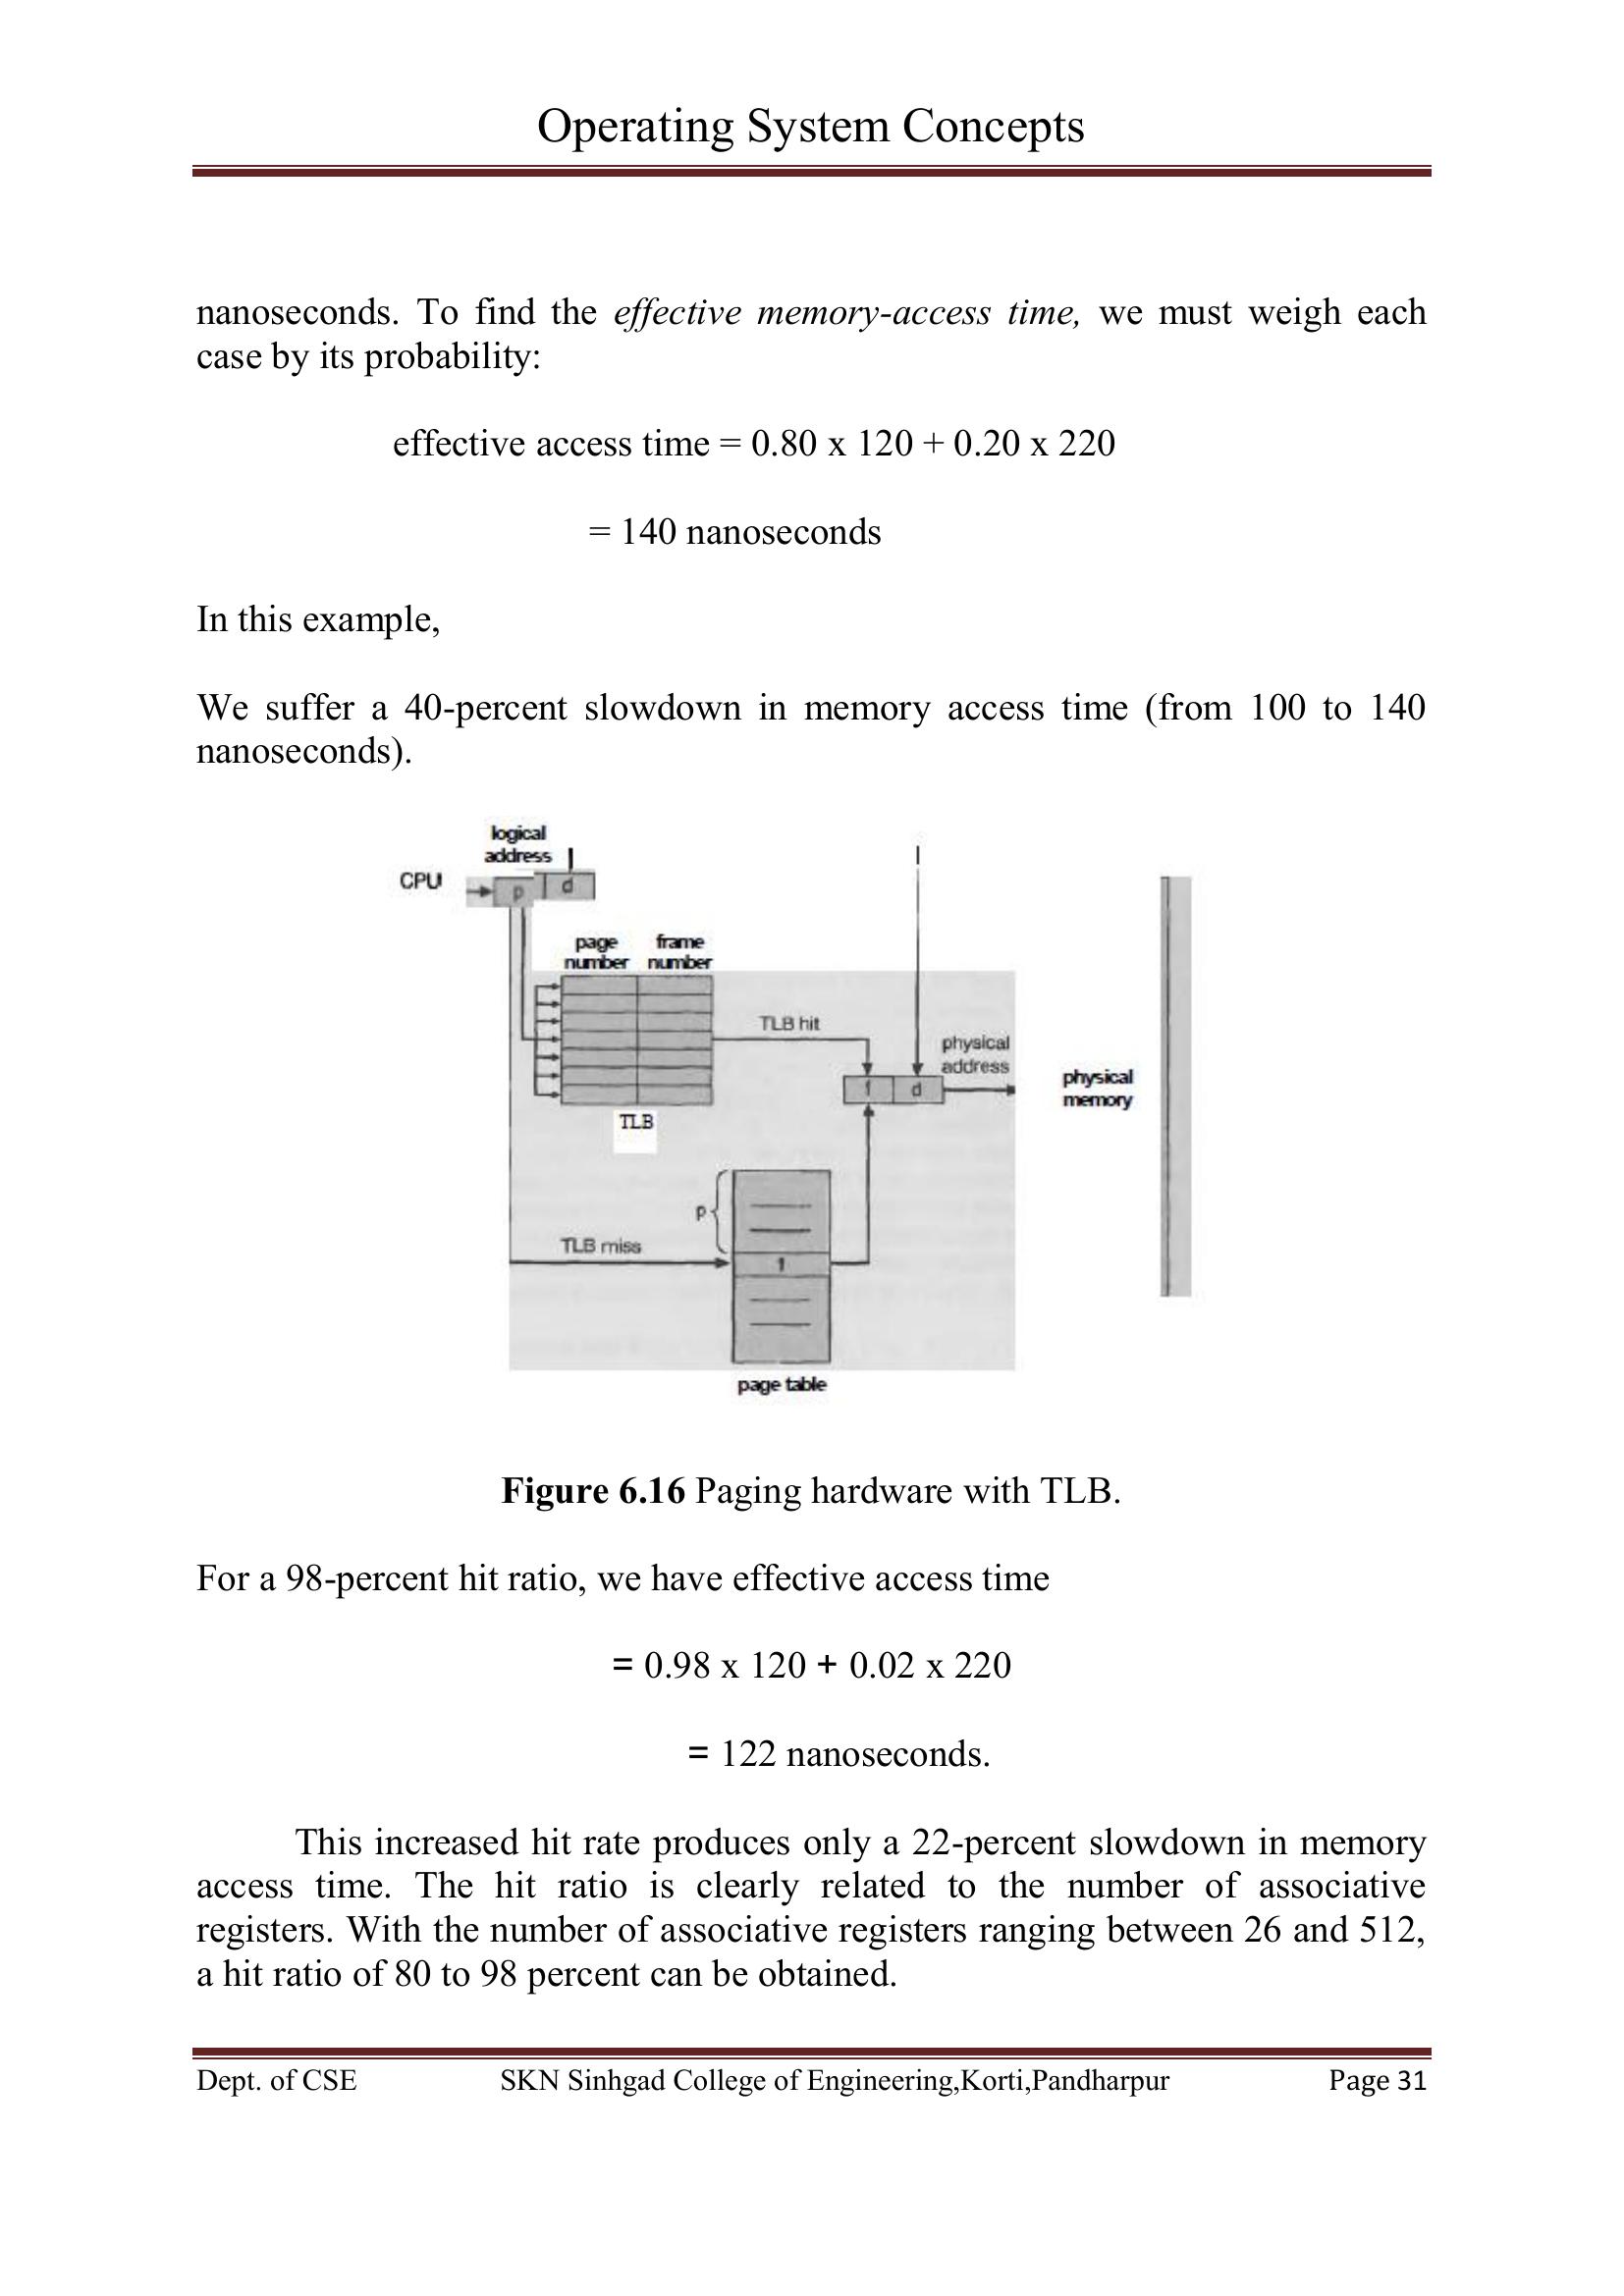 Operating System Concepts
nanoseconds. To find the effective memory-access time, we must weigh each
case by its probability:
effective access time = 0.80 x 120 + 0.20 x 220
= 140 nanoseconds
In this example,
We suffer a 40-percent slowdown in memory access time (from 100 to 140
nanoseconds).
logical
address
CPU
p d
page frame
number number
TLB hit
physical
address
f d
physical
memory
TLB
p
TLB miss
f
page table
Figure 6.16 Paging hardware with TLB.
For a 98-percent hit ratio, we have effective access time
= 0.98 x 120 + 0.02 x 220
= 122 nanoseconds.
This increased hit rate produces only a 22-percent slowdown in memory
access time. The hit ratio is clearly related to the number of associative
registers. With the number of associative registers ranging between 26 and 512,
a hit ratio of 80 to 98 percent can be obtained.
Dept. of CSE SKN Sinhgad College of Engineering,Korti,Pandharpur Page 31